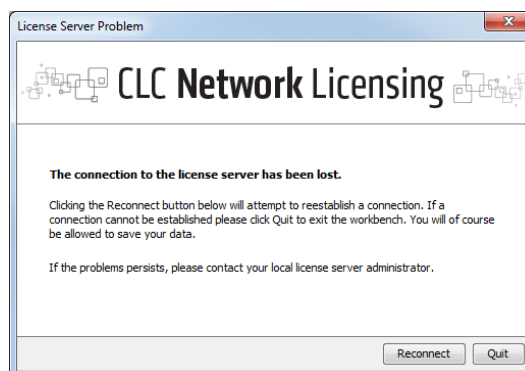 License Server Problem
CLC Network Licensing
The connection to the license server has been lost.
Clicking the Reconnect button below will attempt to reestablish a connection. If a
connection cannot be established please click Quit to exit the workbench. You will of course
be allowed to save your data.
If the problems persists, please contact your local license server administrator.
Reconnect Quit